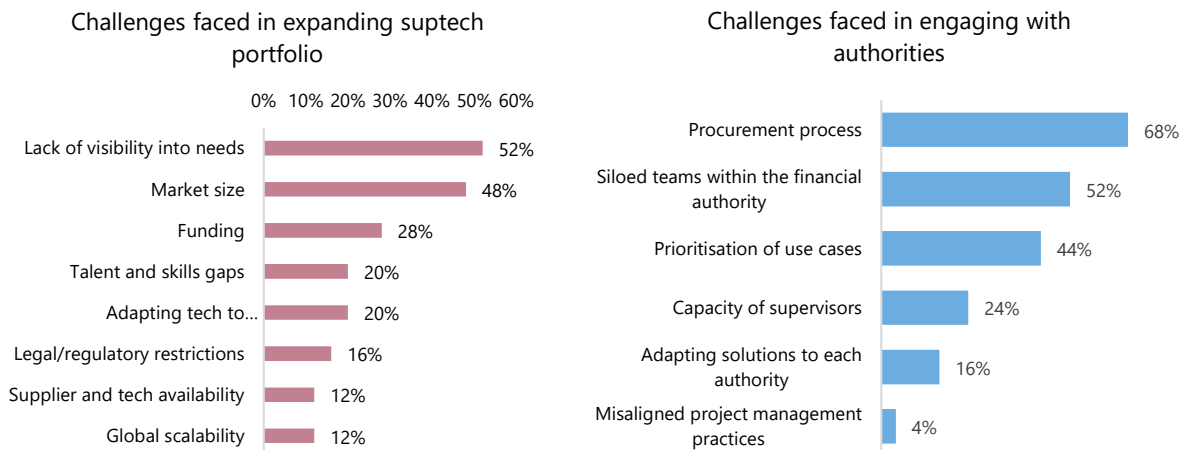 Challenges faced in expanding suptech
portfolio
0% 10% 20% 30% 40% 50% 60%
Lack of visibility into needs 52%
Market size 48%
Funding 28%
Talent and skills gaps 20%
Adapting tech to… 20%
Legal/regulatory restrictions 16%
Supplier and tech availability 12%
Global scalability 12%
Challenges faced in engaging with
authorities
Procurement process 68%
Siloed teams within the financial
authority 52%
Prioritisation of use cases 44%
Capacity of supervisors 24%
Adapting solutions to each
authority 16%
Misaligned project management
practices 4%